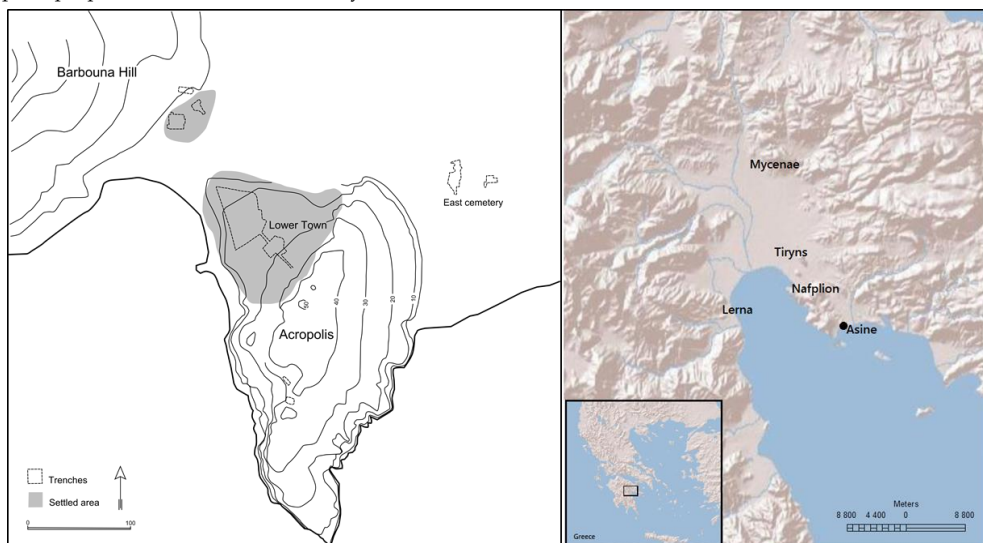 Barbouna Hill
Lower Town
East cemetery
50
40
30
20
10
Acropolis
Trenches
Settled area
0
100
Mycenae
Tiryns
Nafplion
Lerna
Asine
Greece
Meters
8 800 4 400 0 8 800